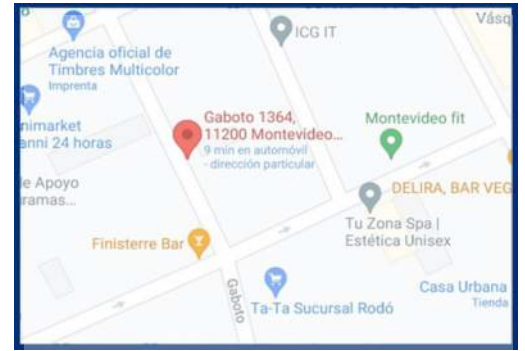 Vásq
ICG IT
Agencia oficial de
Timbres Multicolor
Imprenta
Gaboto 1364,
11200 Montevideo...
9 min en automóvil
- dirección particular
Montevideo fit
nimarket
anni 24 horas
de Apoyo
ramas...
DELIRA, BAR VEG
Tu Zona Spa |
Estética Unisex
Finisterre Bar
Gaboto
Ta-Ta Sucursal Rodó
Casa Urbana
Tienda